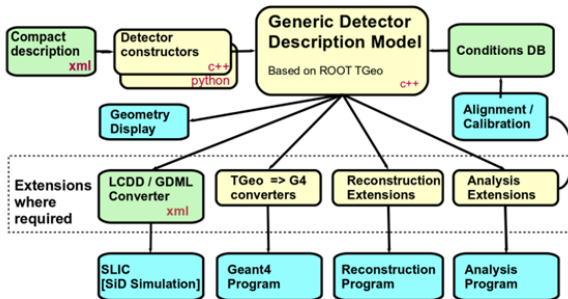 Compact
description
xml
Detector
constructors
c++
python
Generic Detector
Description Model
Based on ROOT TGeo
c++
Conditions DB
Geometry
Display
Alignment /
Calibration
Extensions
where
required
LCDD / GDML
Converter
xml
TGeo => G4
converters
Reconstruction
Extensions
Analysis
Extensions
SLIC
[SiD Simulation]
Geant4
Program
Reconstruction
Program
Analysis
Program